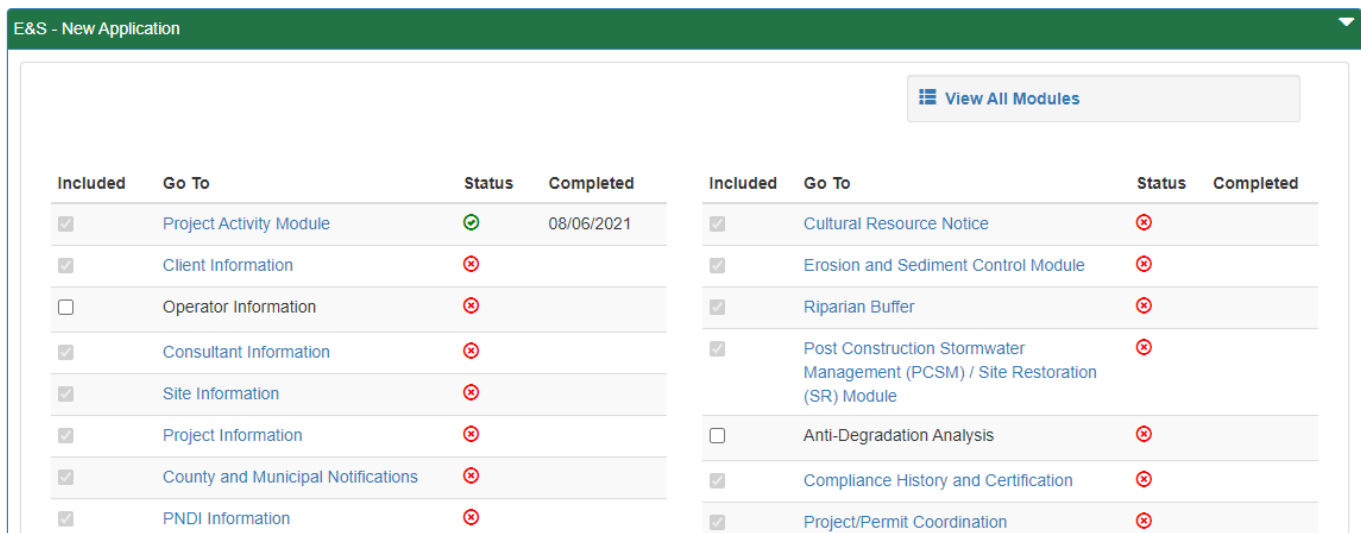 E&S - New Application
View All Modules
Included Go To Status Completed
Project Activity Module 08/06/2021
Client Information
Operator Information
Consultant Information
Site Information
Project Information
County and Municipal Notifications
PNDI Information
Included Go To Status Completed
Cultural Resource Notice
Erosion and Sediment Control Module
Riparian Buffer
Post Construction Stormwater
Management (PCSM) / Site Restoration
(SR) Module
Anti-Degradation Analysis
Compliance History and Certification
Project/Permit Coordination